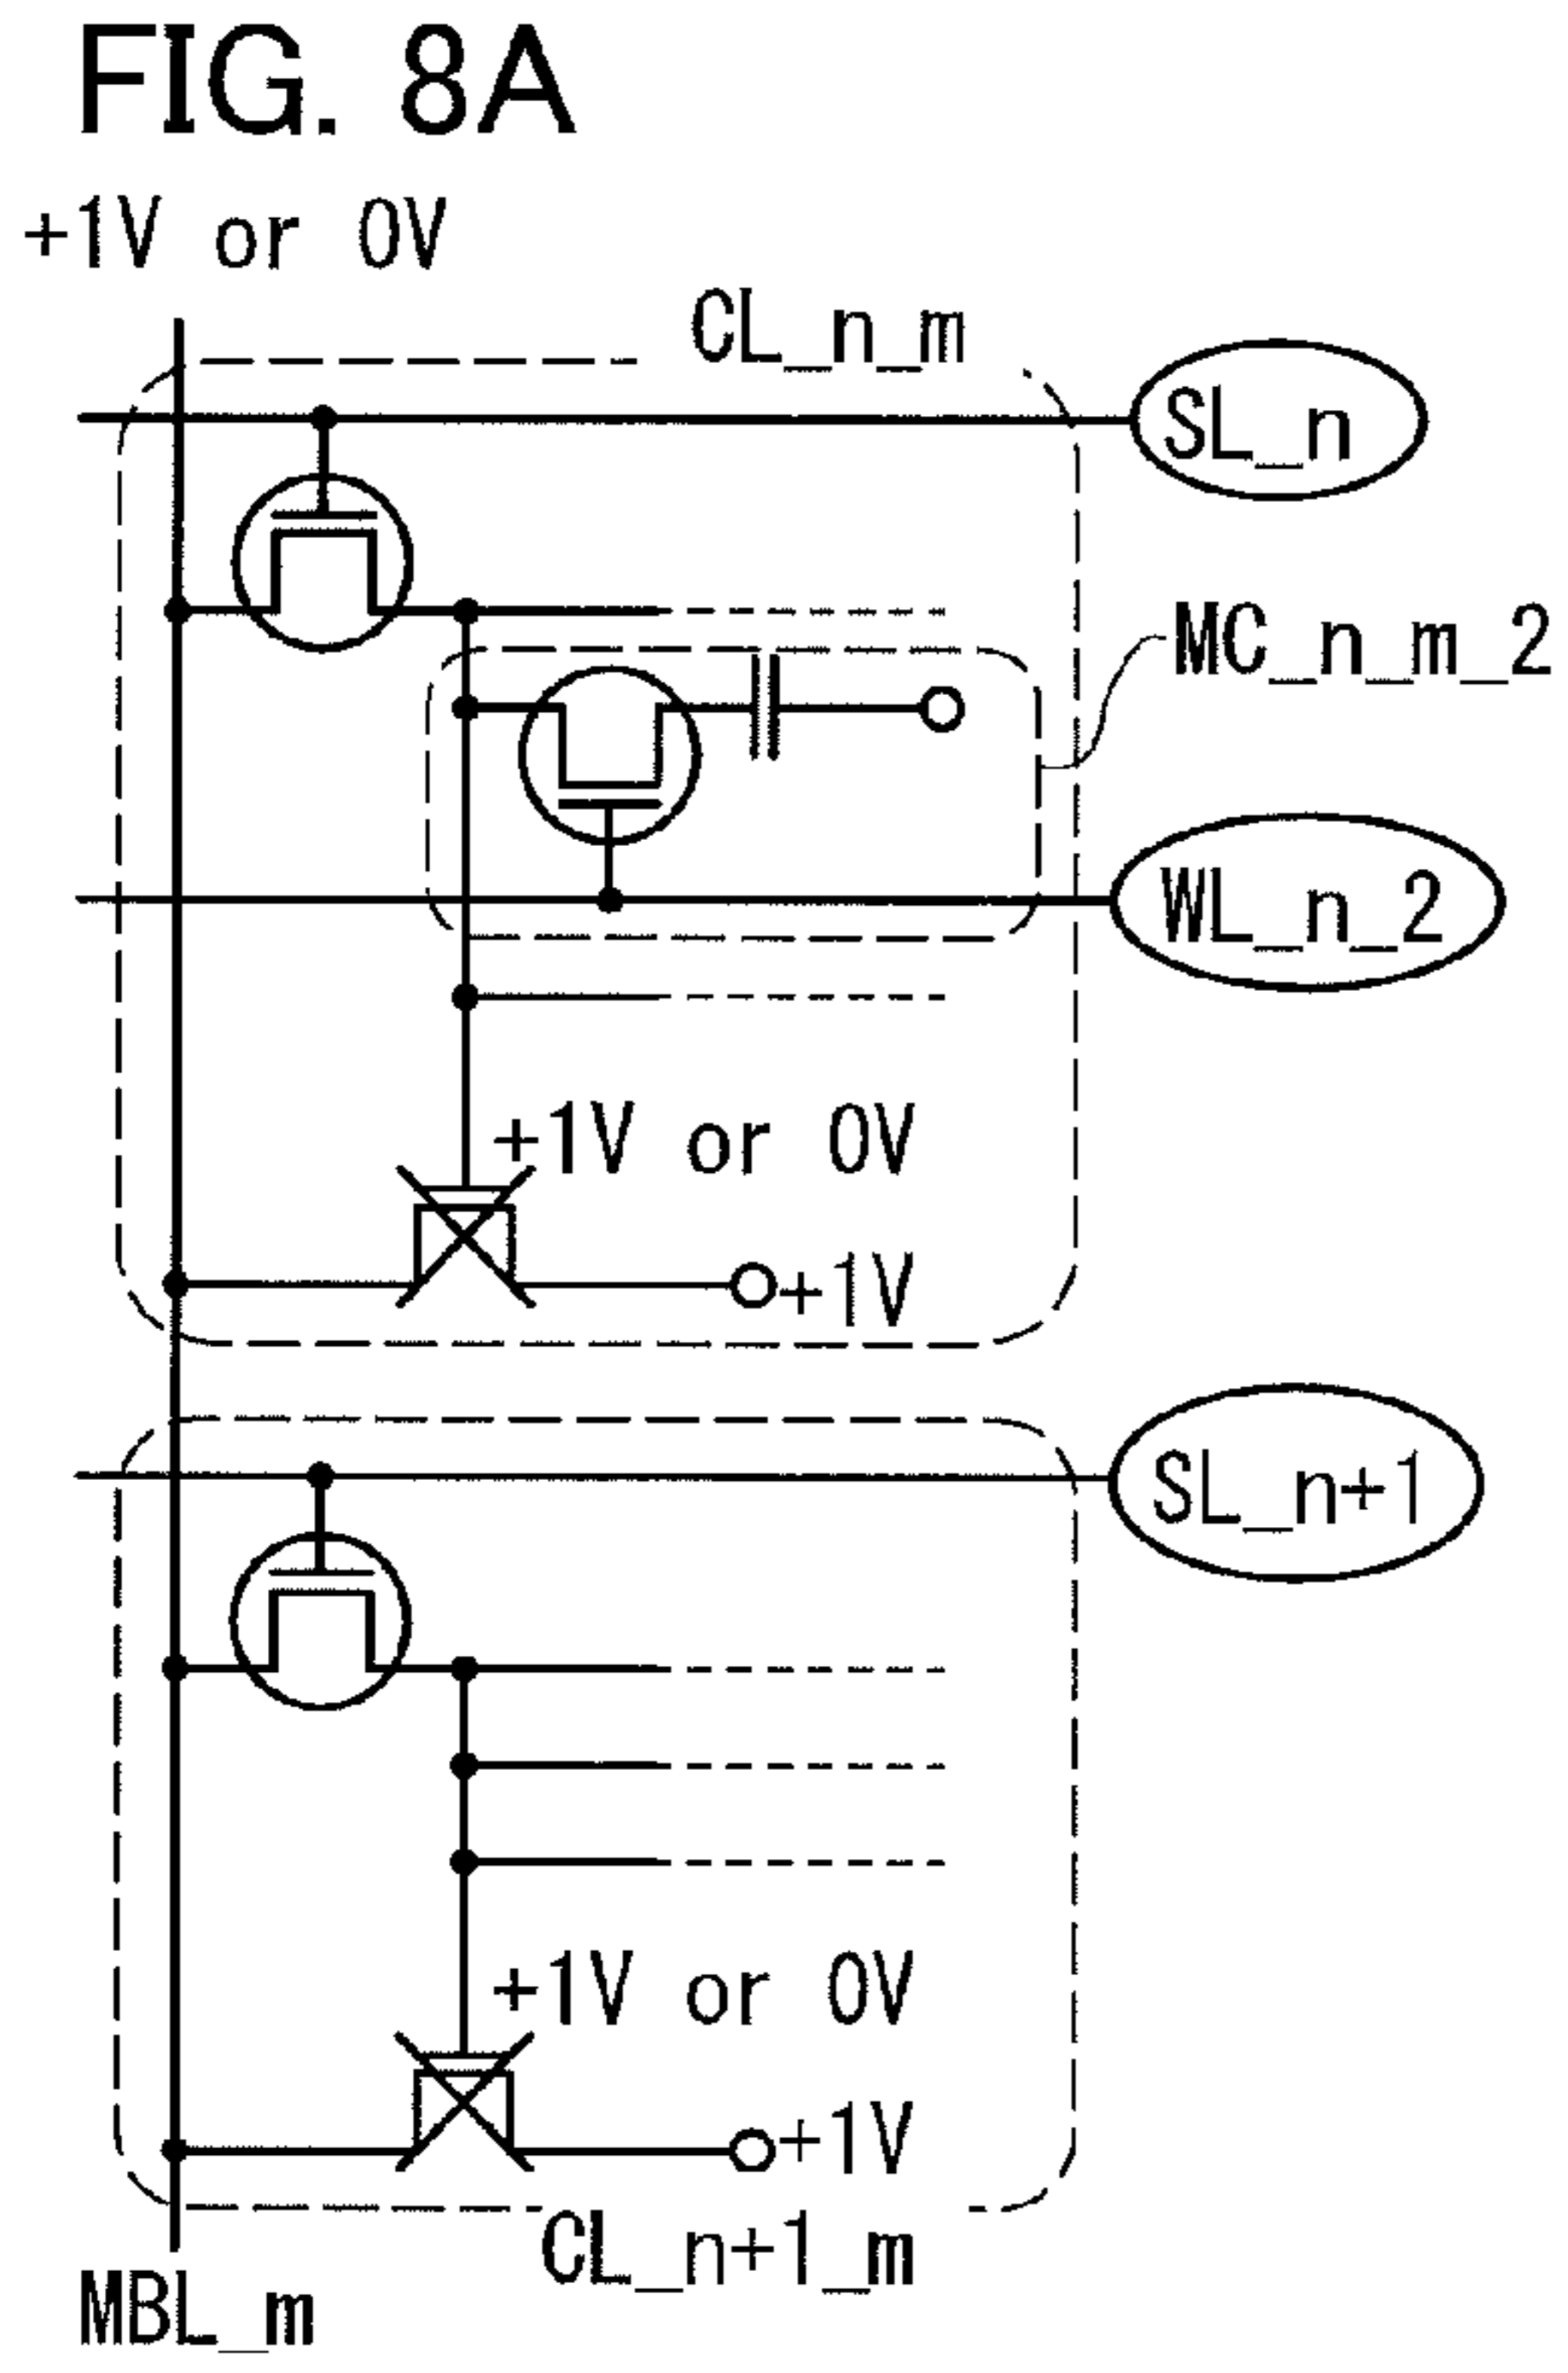 FIG. 8A
+1V or 0V
CL_n_m
SL_n
MC_n_m_2
WL_n_2
+1V or 0V
+1V
SL_n+1
+1V or 0V
+1V
CL_n+1_m
MBL_m